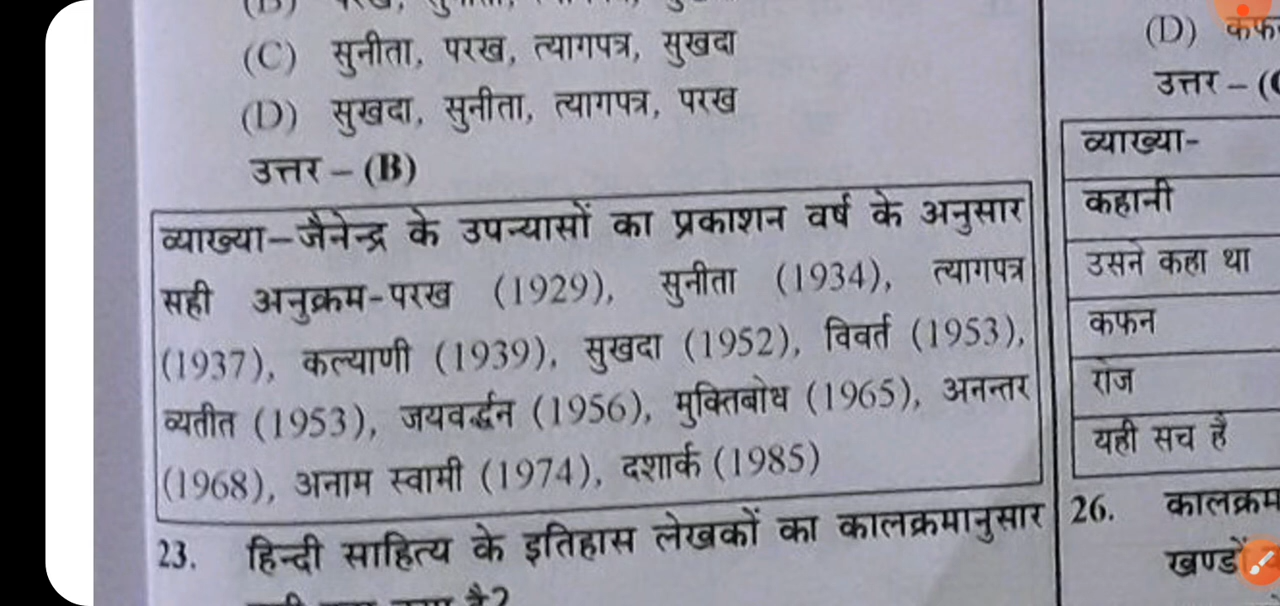 (C) सुनीता, परख, त्यागपत्र, सुखदा
(D) सुखदा, सुनीता, त्यागपत्र, परख
उत्तर – (B)
व्याख्या–जैनेन्द्र के उपन्यासों का प्रकाशन वर्ष के अनुसार
सही अनुक्रम-परख (1929), सुनीता (1934), त्यागपत्र
(1937), कल्याणी (1939), सुखदा (1952), विवर्त (1953),
व्यतीत (1953), जयवर्द्धन (1956), मुक्तिबोध (1965), अनन्तर
(1968), अनाम स्वामी (1974), दशार्क (1985)
23. हिन्दी साहित्य के इतिहास लेखकों का कालक्रमानुसार
(D)
उत्तर –
व्याख्या-
कहानी
उसने कहा था
कफन
रोज
यही सच है
26. कालक्रम
खण्डों